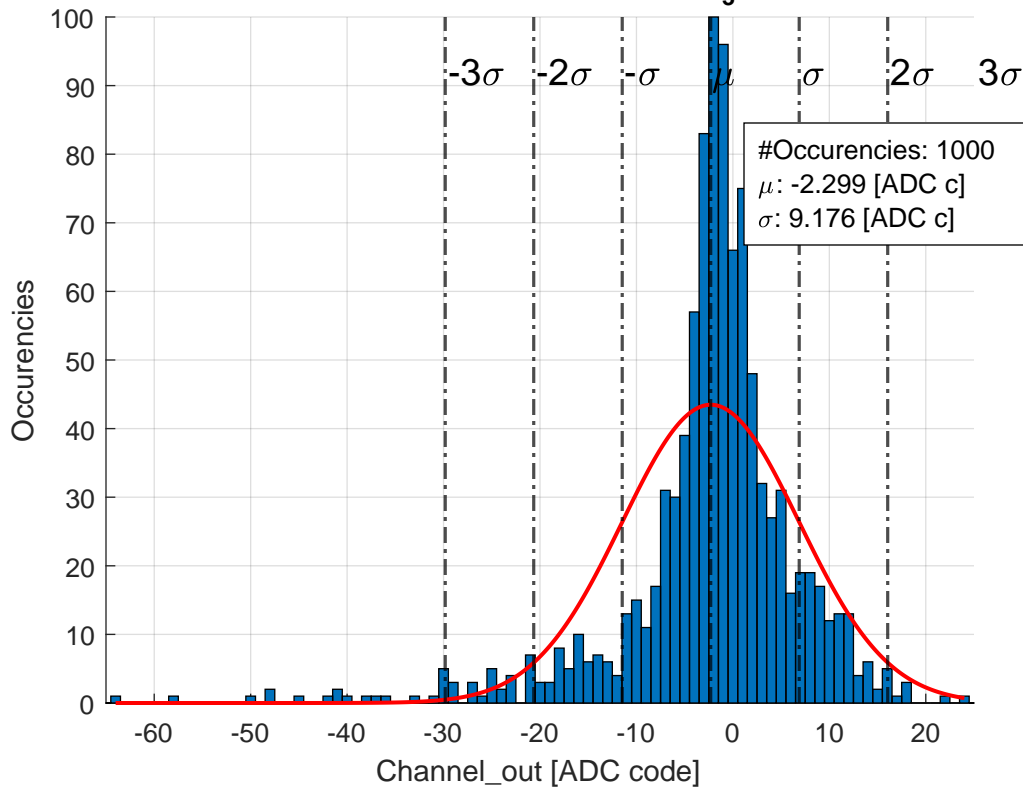 100
90
80
70
60
50
40
30
20
10
0
-3σ -2σ -σ μ σ 2σ 3σ
#Occurencies: 1000
μ: -2.299 [ADC c]
σ: 9.176 [ADC c]
Occurencies
-60 -50 -40 -30 -20 -10 0 10 20
Channel_out [ADC code]